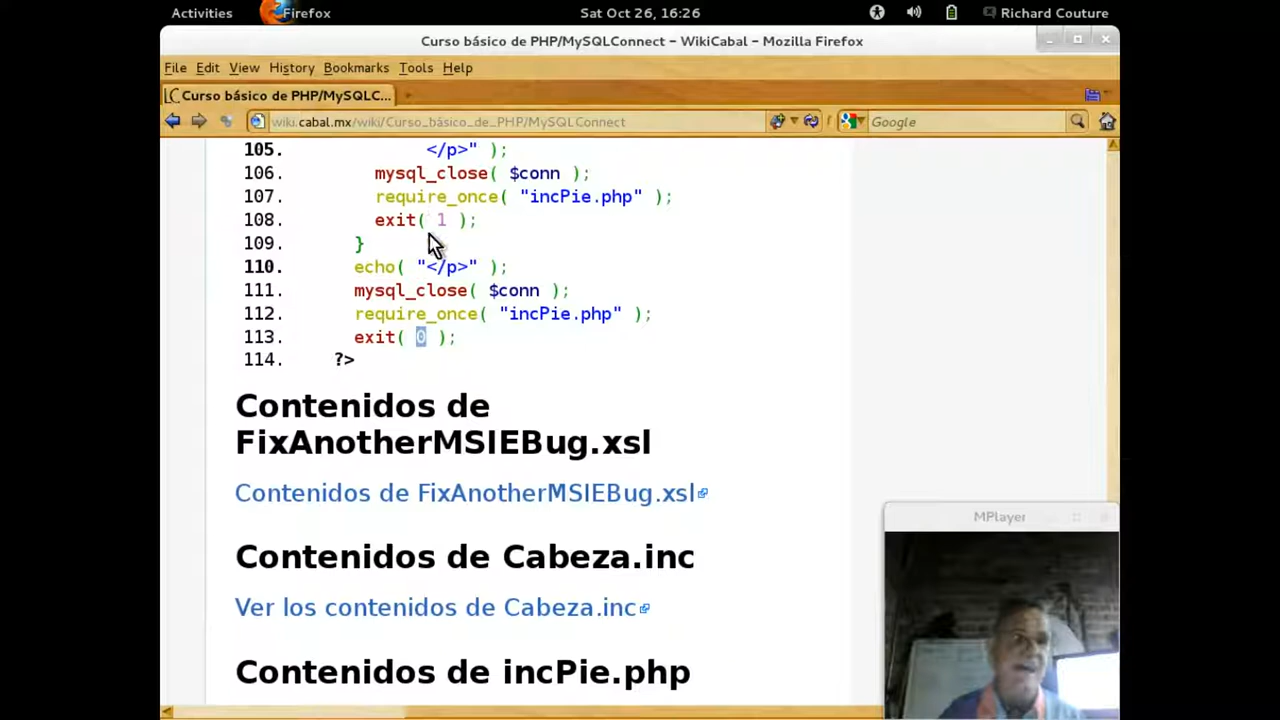 Activities Firefox Sat Oct 26, 16:26 Richard Couture
Curso básico de PHP/MySQLConnect – WikiCabal – Mozilla Firefox
File Edit View History Bookmarks Tools Help
Curso básico de PHP/MySQLC...
wiki.cabal.mx/wiki/Curso_básico_de_PHP/MySQLConnect Google
105. </p>" );
106. mysql_close( $conn );
107. require_once( "incPie.php" );
108. exit( 1 );
109. }
110. echo( "</p>" );
111. mysql_close( $conn );
112. require_once( "incPie.php" );
113. exit( 0 );
114. ?>
Contenidos de
FixAnotherMSIEBug.xsl
Contenidos de FixAnotherMSIEBug.xsl
MPlayer
Contenidos de Cabeza.inc
Ver los contenidos de Cabeza.inc
Contenidos de incPie.php